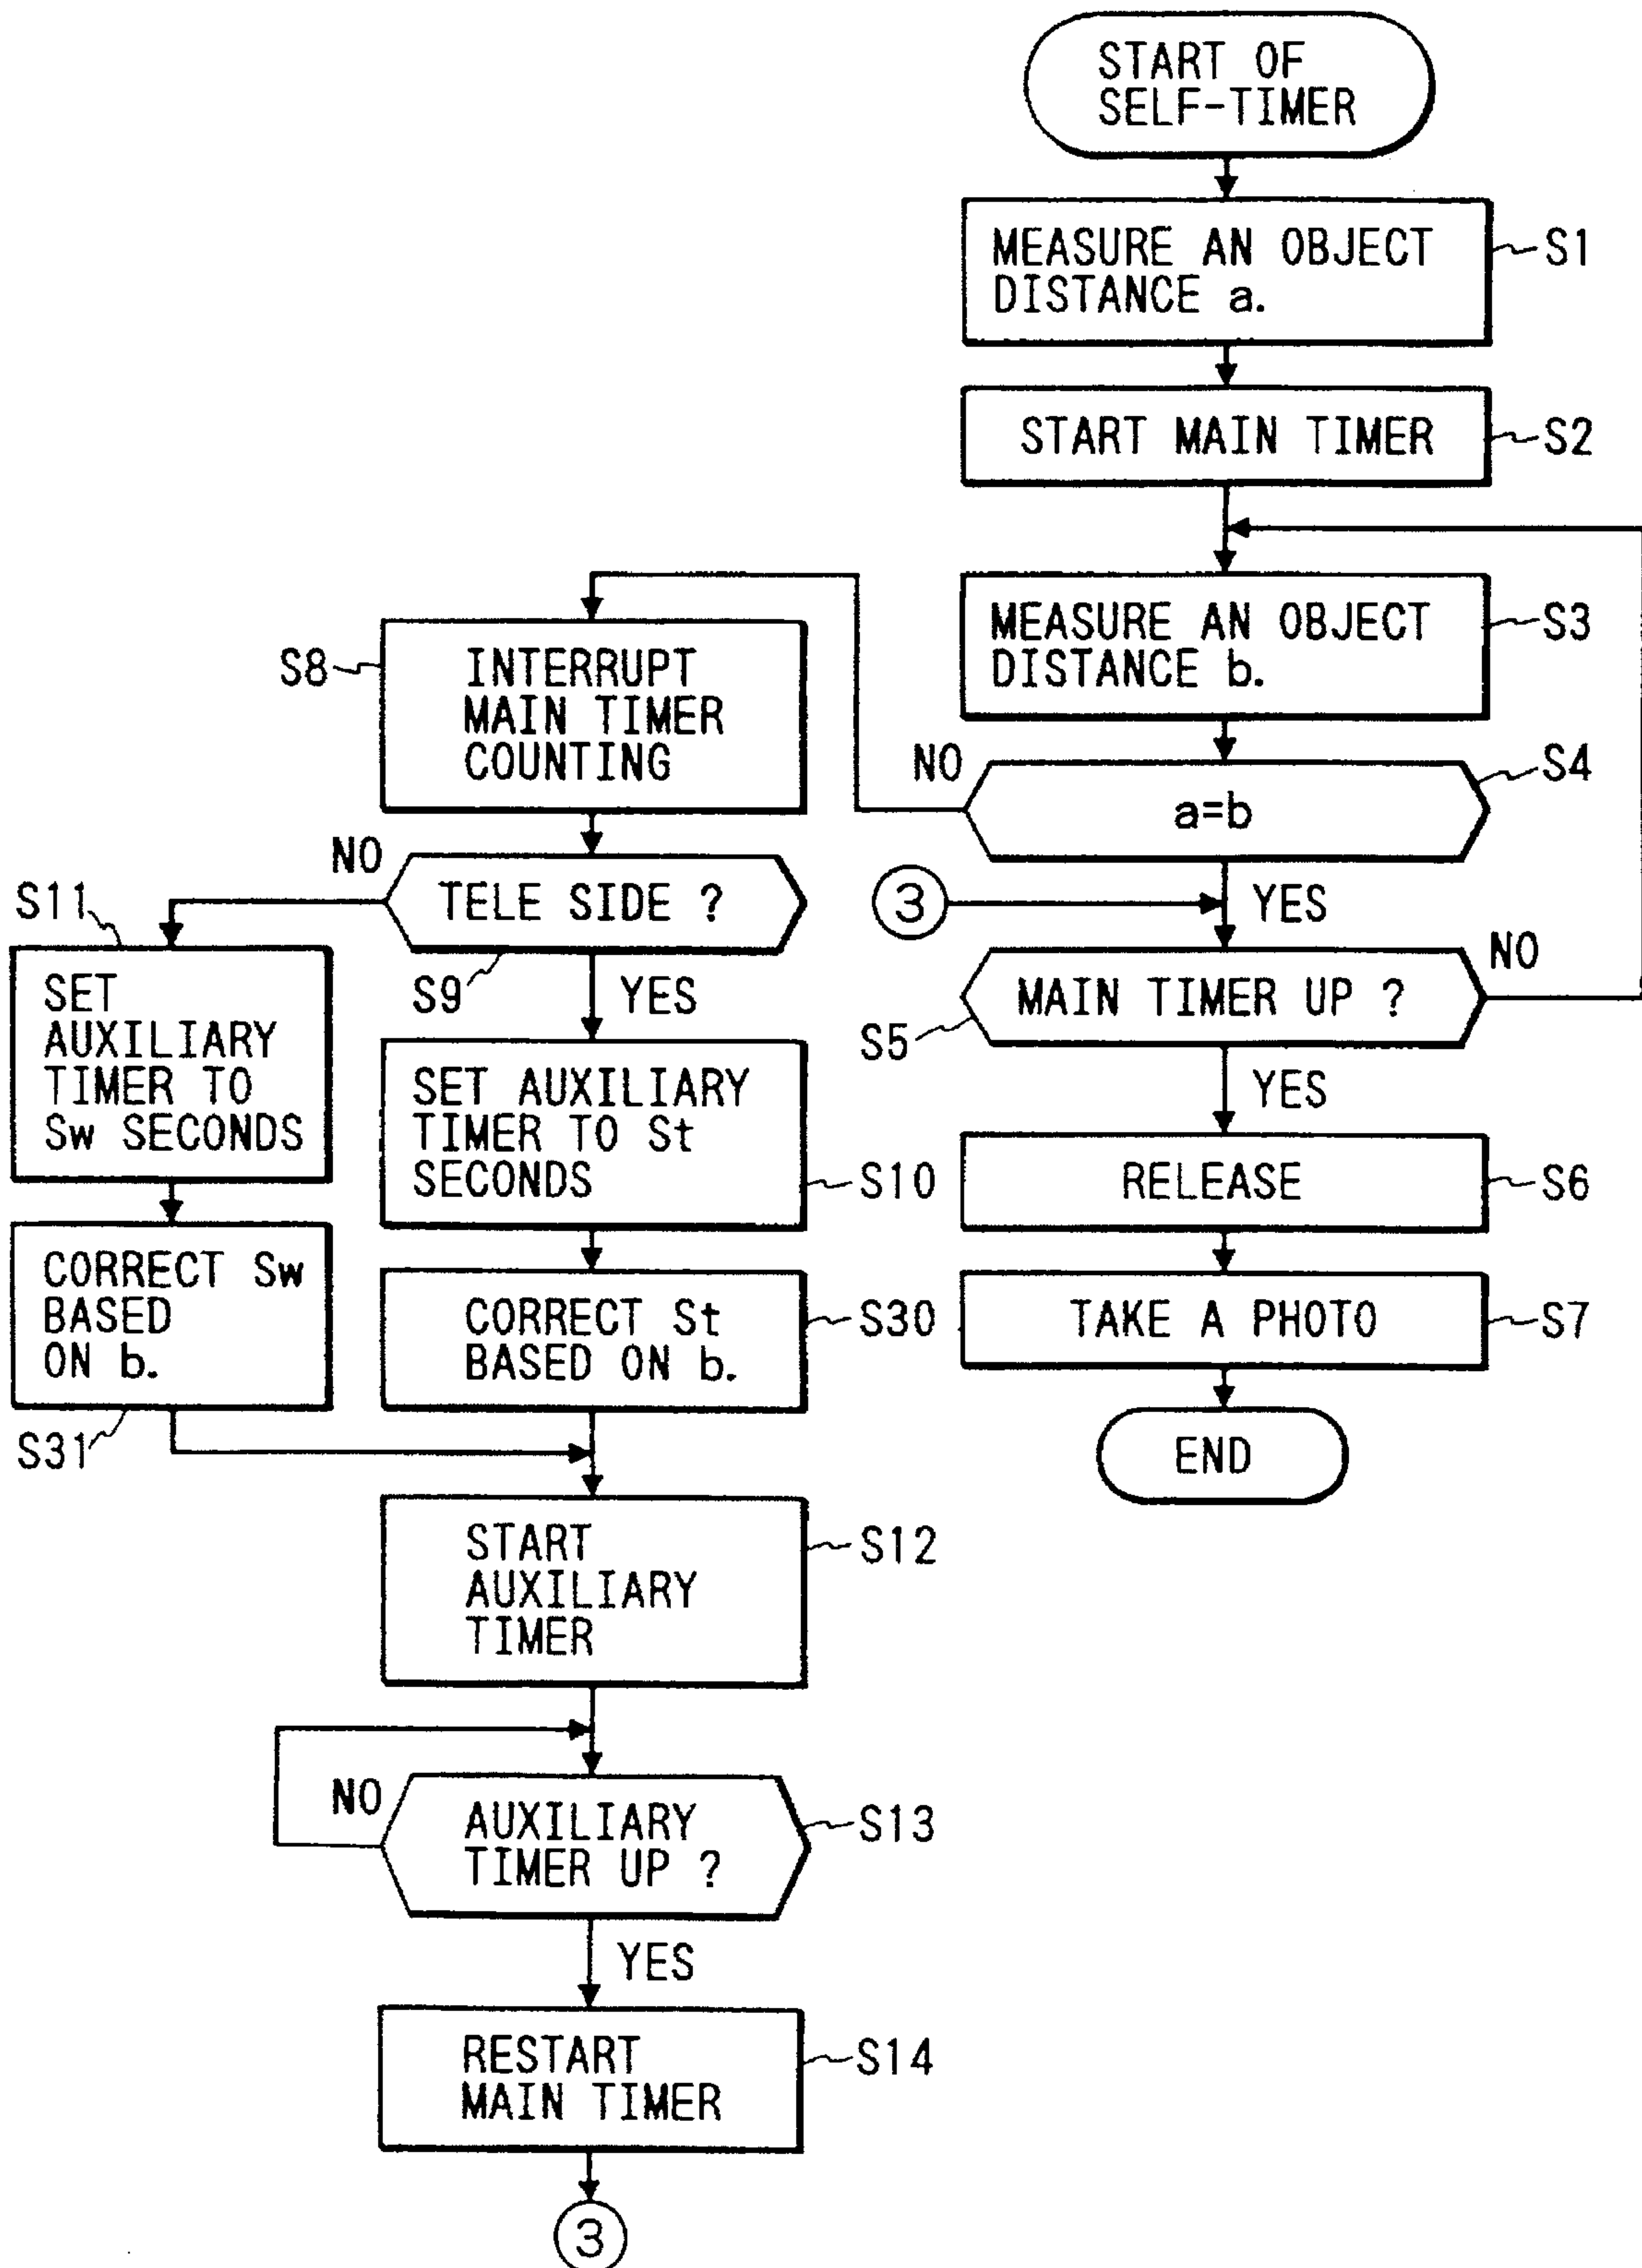 START OF
SELF-TIMER
MEASURE AN OBJECT
DISTANCE a.
S1
START MAIN TIMER
S2
MEASURE AN OBJECT
DISTANCE b.
S3
NO
a=b
S4
3
YES
MAIN TIMER UP ?
NO
S5
YES
RELEASE
S6
TAKE A PHOTO
S7
END
S8
INTERRUPT
MAIN TIMER
COUNTING
NO
TELE SIDE ?
S9
YES
S11
SET
AUXILIARY
TIMER TO
Sw SECONDS
SET AUXILIARY
TIMER TO St
SECONDS
S10
CORRECT Sw
BASED
ON b.
S31
CORRECT St
BASED ON b.
S30
START
AUXILIARY
TIMER
S12
NO
AUXILIARY
TIMER UP ?
S13
YES
RESTART
MAIN TIMER
S14
3